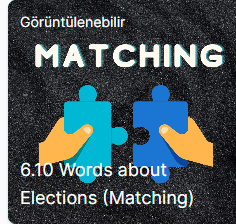 Görüntülenebilir
MATCHING
6.10 Words about
Elections (Matching)